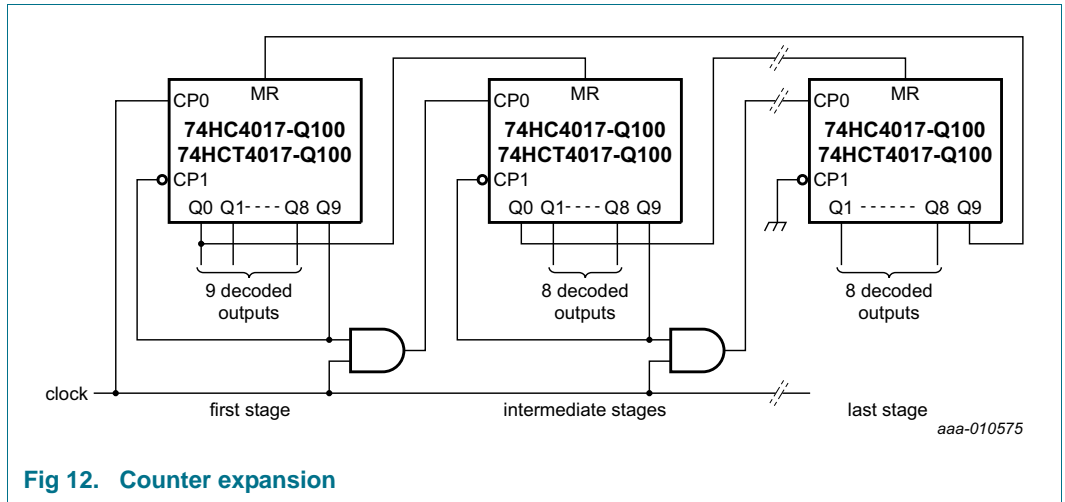 MR
MR
MR
CP0
CP0
CP0
74HC4017-Q100
74HCT4017-Q100
74HC4017-Q100
74HCT4017-Q100
74HC4017-Q100
74HCT4017-Q100
CP1
CP1
CP1
Q0 Q1- - - - Q8 Q9
Q0 Q1- - - - Q8 Q9
Q1 - - - - - - Q8 Q9
9 decoded
outputs
8 decoded
outputs
8 decoded
outputs
clock
first stage
intermediate stages
last stage
aaa-010575
Fig 12. Counter expansion